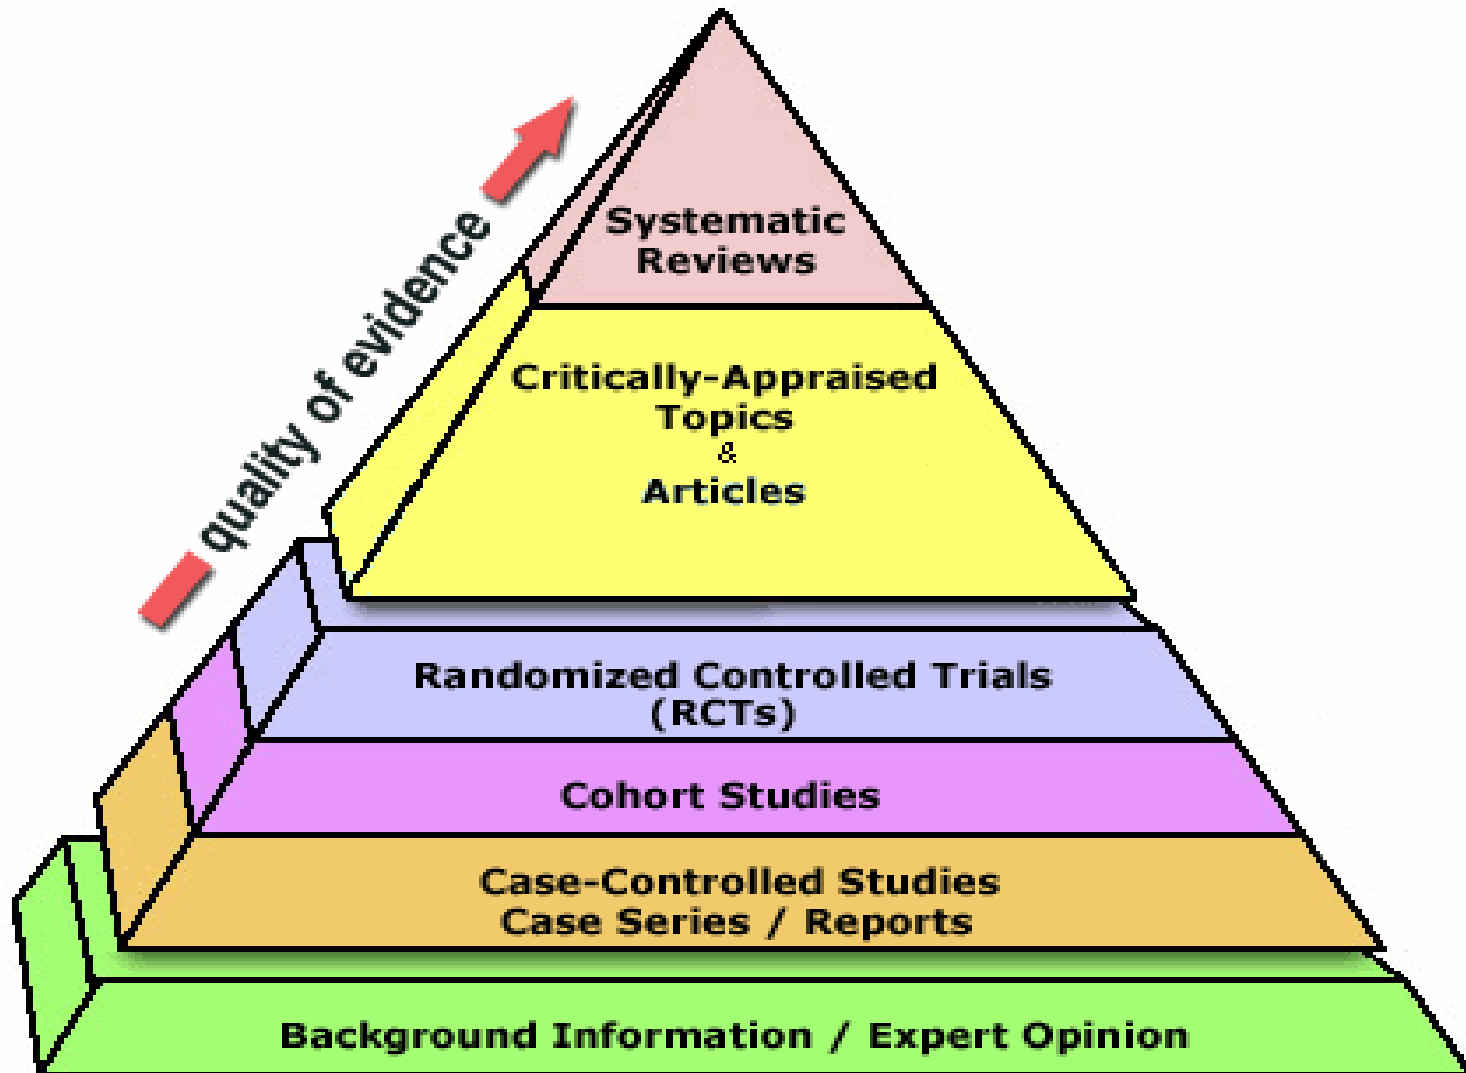 quality of evidence
Systematic
Reviews
Critically-Appraised
Topics
&
Articles
Randomized Controlled Trials
(RCTs)
Cohort Studies
Case-Controlled Studies
Case Series / Reports
Background Information / Expert Opinion